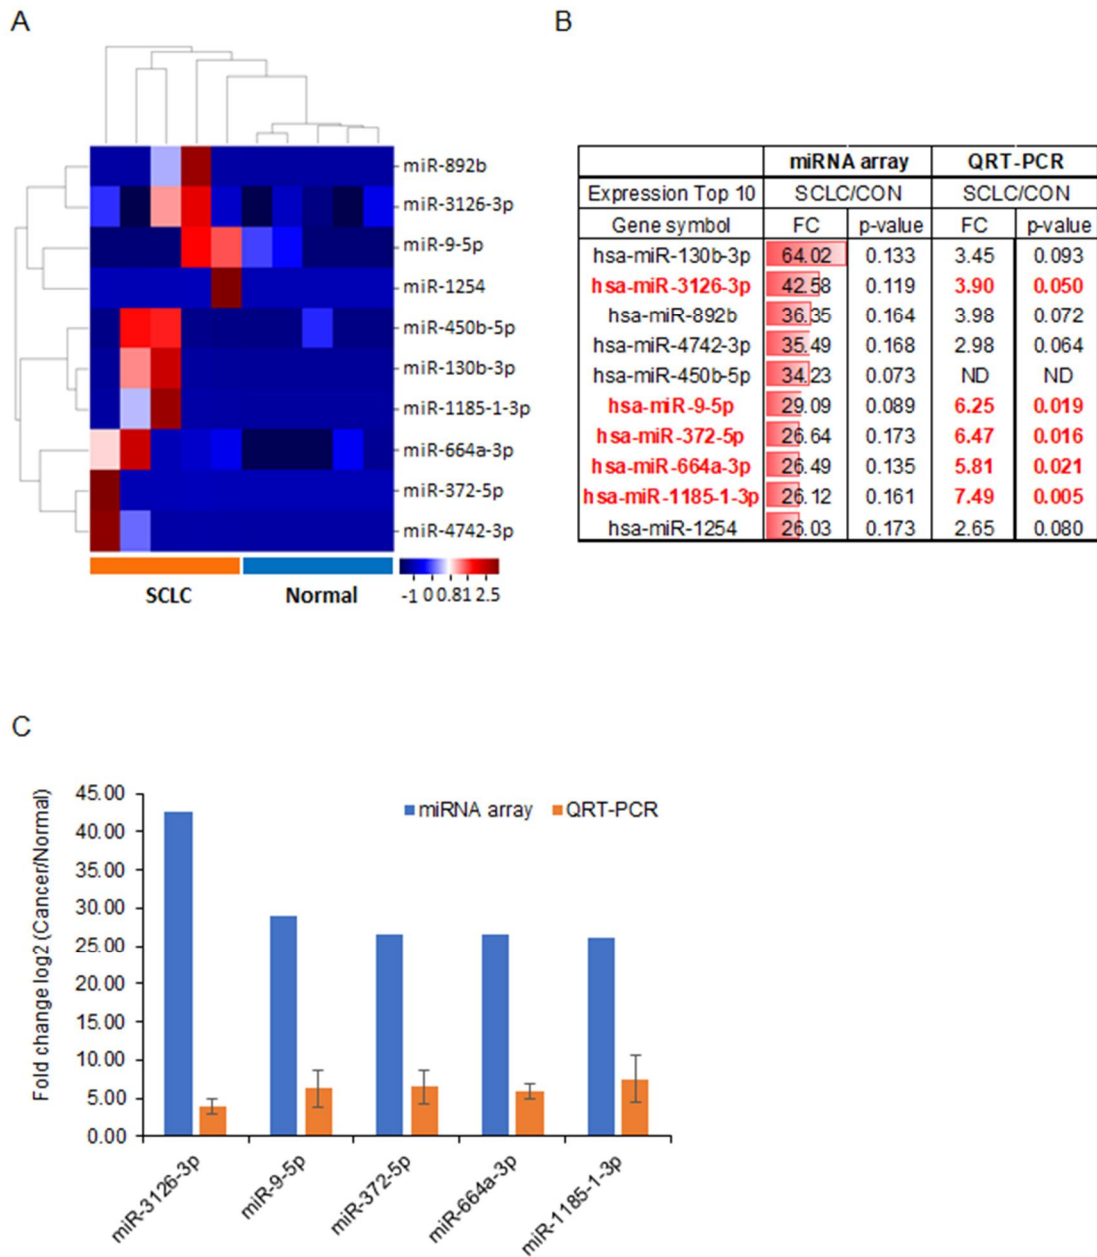 A
miR-892b
miR-3126-3p
miR-9-5p
miR-1254
miR-450b-5p
miR-130b-3p
miR-1185-1-3p
miR-664a-3p
miR-372-5p
miR-4742-3p
SCLC Normal
-1 0 0.81 2.5
B
miRNA array QRT-PCR
Expression Top 10 SCLC/CON SCLC/CON
Gene symbol FC p-value FC p-value
hsa-miR-130b-3p 64.02 0.133 3.45 0.093
hsa-miR-3126-3p 42.58 0.119 3.90 0.050
hsa-miR-892b 36.35 0.164 3.98 0.072
hsa-miR-4742-3p 35.49 0.168 2.98 0.064
hsa-miR-450b-5p 34.23 0.073 ND ND
hsa-miR-9-5p 29.09 0.089 6.25 0.019
hsa-miR-372-5p 26.64 0.173 6.47 0.016
hsa-miR-664a-3p 26.49 0.135 5.81 0.021
hsa-miR-1185-1-3p 26.12 0.161 7.49 0.005
hsa-miR-1254 26.03 0.173 2.65 0.080
C
Fold change log2 (Cancer/Normal)
45.00
40.00
35.00
30.00
25.00
20.00
15.00
10.00
5.00
0.00
miRNA array QRT-PCR
miR-3126-3p
miR-9-5p
miR-372-5p
miR-664a-3p
miR-1185-1-3p